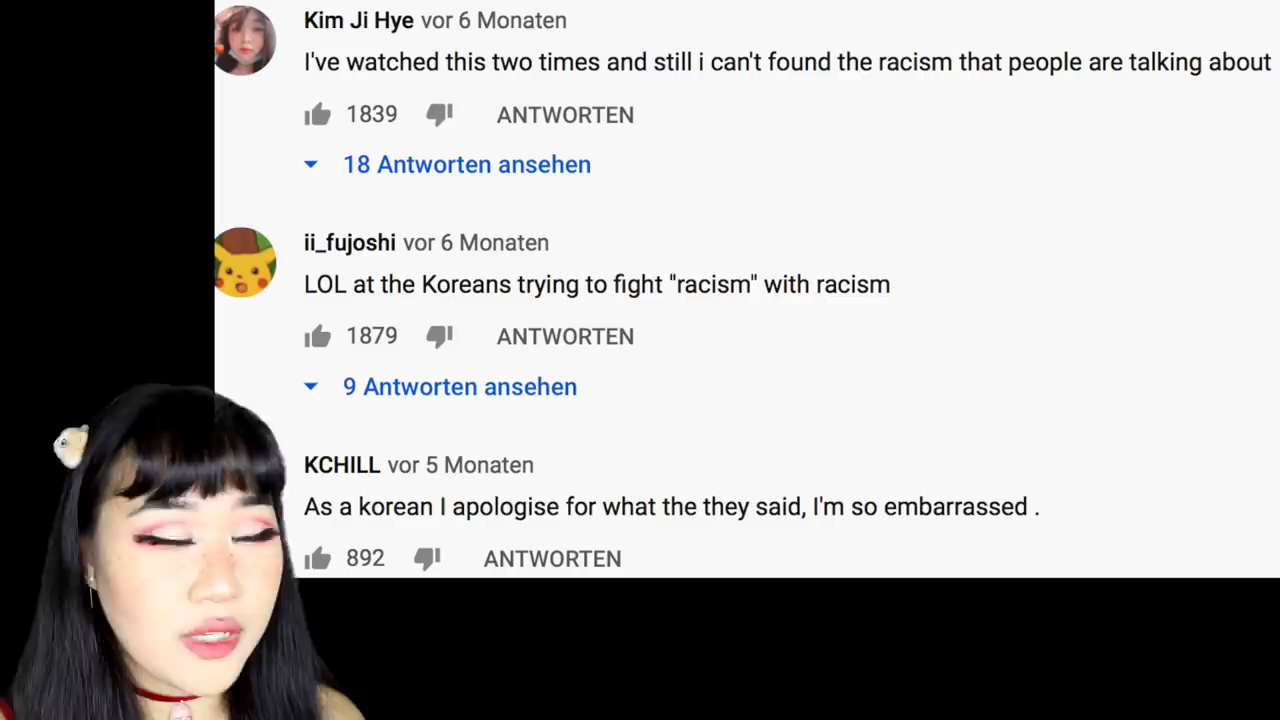 Kim Ji Hye vor 6 Monaten
I've watched this two times and still i can't found the racism that people are talking about
1839 ANTWORTEN
18 Antworten ansehen
ii_fujoshi vor 6 Monaten
LOL at the Koreans trying to fight "racism" with racism
1879 ANTWORTEN
9 Antworten ansehen
KCHILL vor 5 Monaten
As a korean I apologise for what the they said, I'm so embarrassed .
892 ANTWORTEN